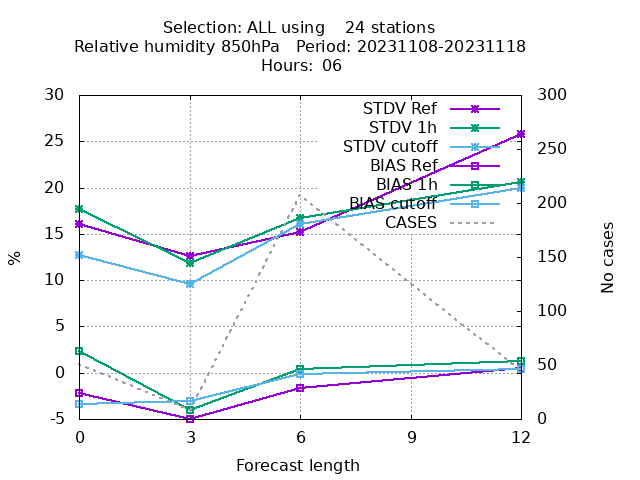 Selection: ALL using    24 stations
Relative humidity 850hPa   Period: 20231108-20231118
Hours: 06
30
25
20
15
10
5
0
-5
%
STDV Ref
STDV 1h
STDV cutoff
BIAS Ref
BIAS 1h
BIAS cutoff
CASES
300
250
200
150
100
50
0
No cases
0 3 6 9 12
Forecast length